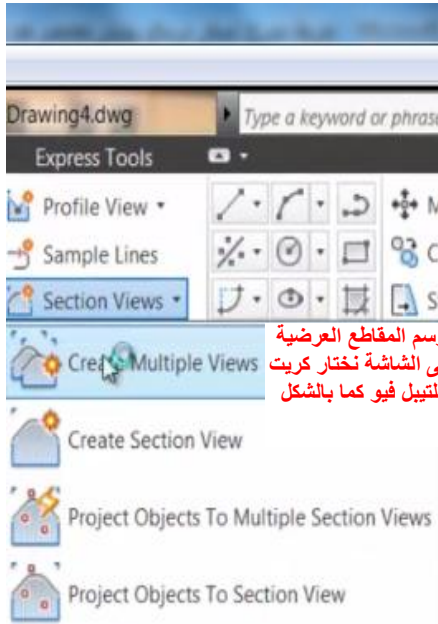 Drawing4.dwg
Type a keyword or phrase
Express Tools
Profile View
M
Sample Lines
C
Section Views
S
رسم المقاطع العرضية
ى الشاشة نختار كريت
لتيبل فيو كما بالشكل
Create Multiple Views
Create Section View
Project Objects To Multiple Section Views
Project Objects To Section View